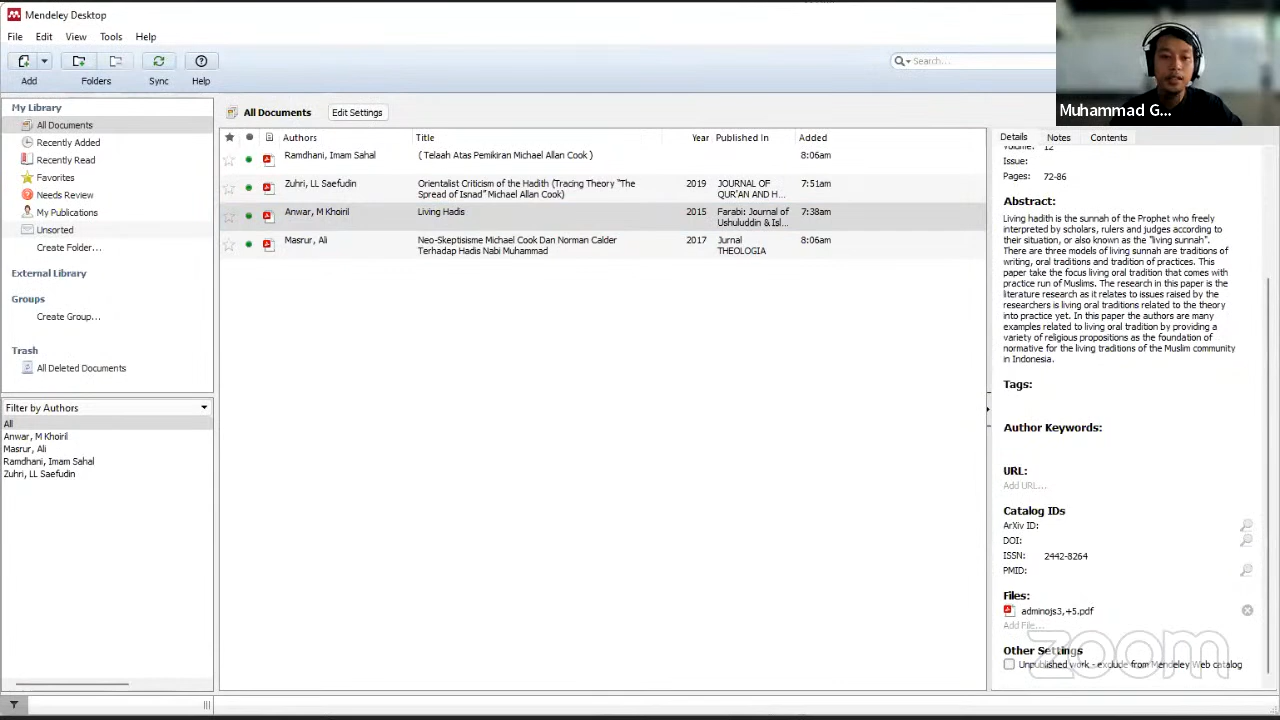 Mendeley Desktop
File Edit View Tools Help
Add Folders Sync Help
Search...
Muhammad G...
My Library
All Documents
Recently Added
Recently Read
Favorites
Needs Review
My Publications
Unsorted
Create Folder...
External Library
Groups
Create Group...
Trash
All Deleted Documents
Filter by Authors
All
Anwar, M Khoiril
Masrur, Ali
Ramdhani, Imam Sahal
Zuhri, LL Saefudin
All Documents Edit Settings
Authors Title Year Published In Added
Ramdhani, Imam Sahal ( Telaah Atas Pemikiran Michael Allan Cook ) 8:06am
Zuhri, LL Saefudin Orientalist Criticism of the Hadith (Tracing Theory "The 2019 JOURNAL OF 7:51am
Spread of Isnad" Michael Allan Cook) QUR'AN AND H...
Anwar, M Khoiril Living Hadis 2015 Farabi: Journal of 7:38am
Ushuluddin & Isl...
Masrur, Ali Neo-Skeptisisme Michael Cook Dan Norman Calder 2017 Jurnal 8:06am
Terhadap Hadis Nabi Muhammad THEOLOGIA
Details Notes Contents
Volume: 12
Issue:
Pages: 72-86
Abstract:
Living hadith is the sunnah of the Prophet who freely
interpreted by scholars, rulers and judges according to
their situation, or also known as the "living sunnah".
There are three models of living sunnah are traditions of
writing, oral traditions and tradition of practices. This
paper take the focus living oral tradition that comes with
practice run of Muslims. The research in this paper is the
literature research as it relates to issues raised by the
researchers is living oral traditions related to the theory
into practice yet. In this paper the authors are many
examples related to living oral tradition by providing a
variety of religious propositions as the foundation of
normative for the living traditions of the Muslim community
in Indonesia.
Tags:
Author Keywords:
URL:
Add URL...
Catalog IDs
ArXiv ID:
DOI:
ISSN: 2442-8264
PMID:
Files:
adminojs3,+5.pdf
Add File...
Other Settings
Unpublished work - exclude from Mendeley Web catalog
zoom